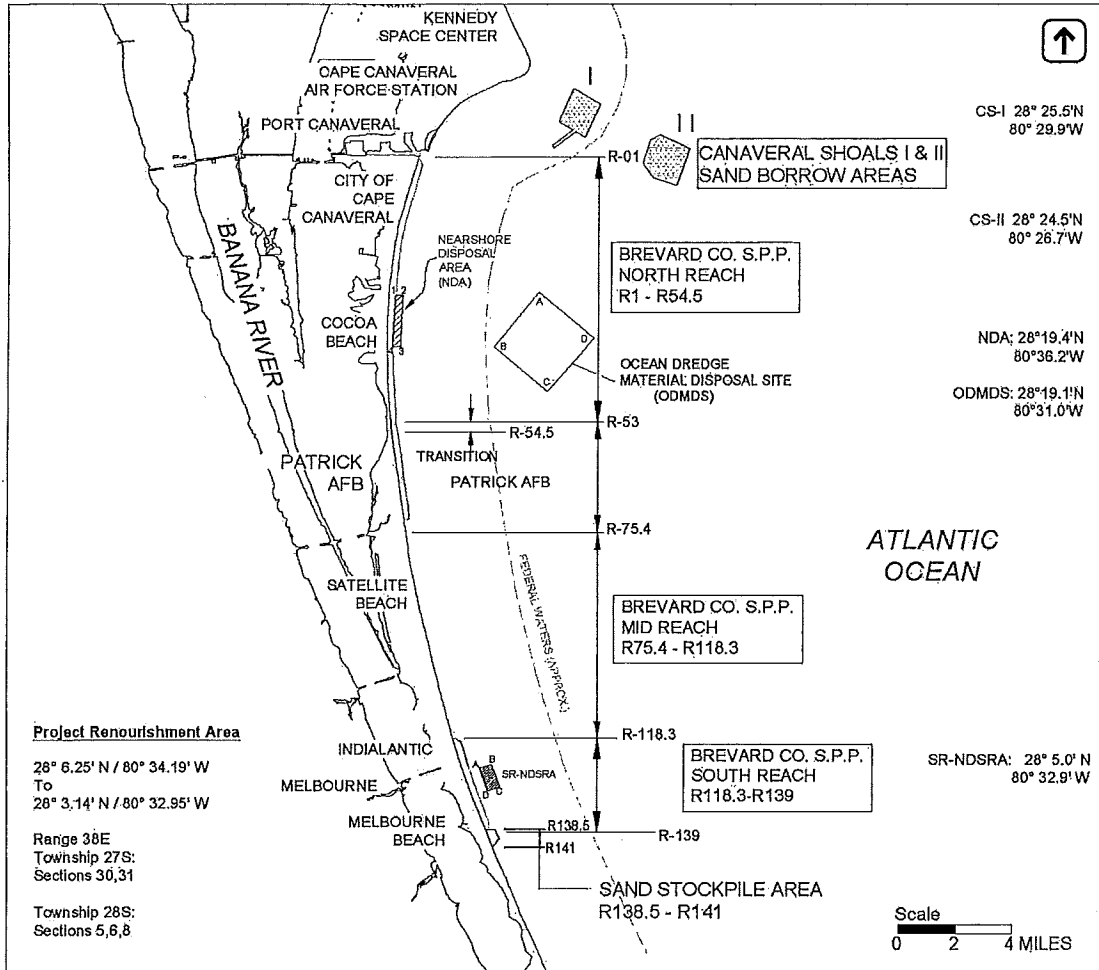 KENNEDY
SPACE CENTER
CAPE CANAVERAL
AIR FORCE STATION
PORT CANAVERAL
I
II
CS-I 28° 25.5'N
80° 29.9'W
R-01
CANAVERAL SHOALS I & II
SAND BORROW AREAS
CITY OF
CAPE
CANAVERAL
CS-II 28° 24.5'N
80° 26.7'W
BANANA RIVER
NEARSHORE
DISPOSAL
AREA
(NDA)
BREVARD CO. S.P.P.
NORTH REACH
R1 - R54.5
1
2
3
COCOA
BEACH
A
B
D
C
NDA: 28°19.4'N
80°36.2'W
OCEAN DREDGE
MATERIAL DISPOSAL SITE
(ODMDS)
ODMDS: 28°19.1'N
80°31.0'W
R-53
R-54.5
TRANSITION
PATRICK
AFB
PATRICK AFB
R-75.4
ATLANTIC
OCEAN
FEDERAL WATERS (APPROX.)
SATELLITE
BEACH
BREVARD CO. S.P.P.
MID REACH
R75.4 - R118.3
Project Renourishment Area
28° 6.25' N / 80° 34.19' W
To
28° 3.14' N / 80° 32.95' W
Range 38E
Township 27S:
Sections 30,31
Township 28S:
Sections 5,6,8
R-118.3
INDIALANTIC
MELBOURNE
MELBOURNE
BEACH
A
B
D
C
SR-NDSRA
BREVARD CO. S.P.P.
SOUTH REACH
R118.3-R139
SR-NDSRA: 28° 5.0' N
80° 32.9' W
R138.5
R-139
R141
SAND STOCKPILE AREA
R138.5 - R141
Scale
0 2 4 MILES